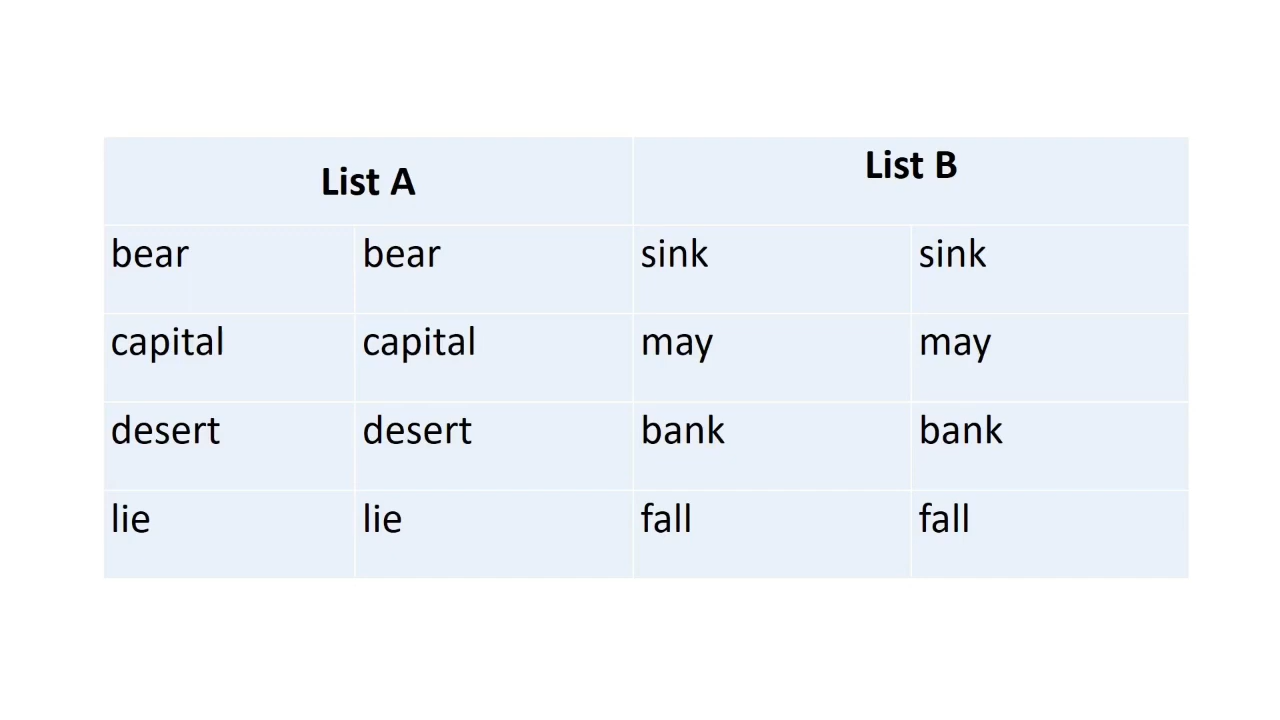 List A List B
bear bear sink sink
capital capital may may
desert desert bank bank
lie lie fall fall